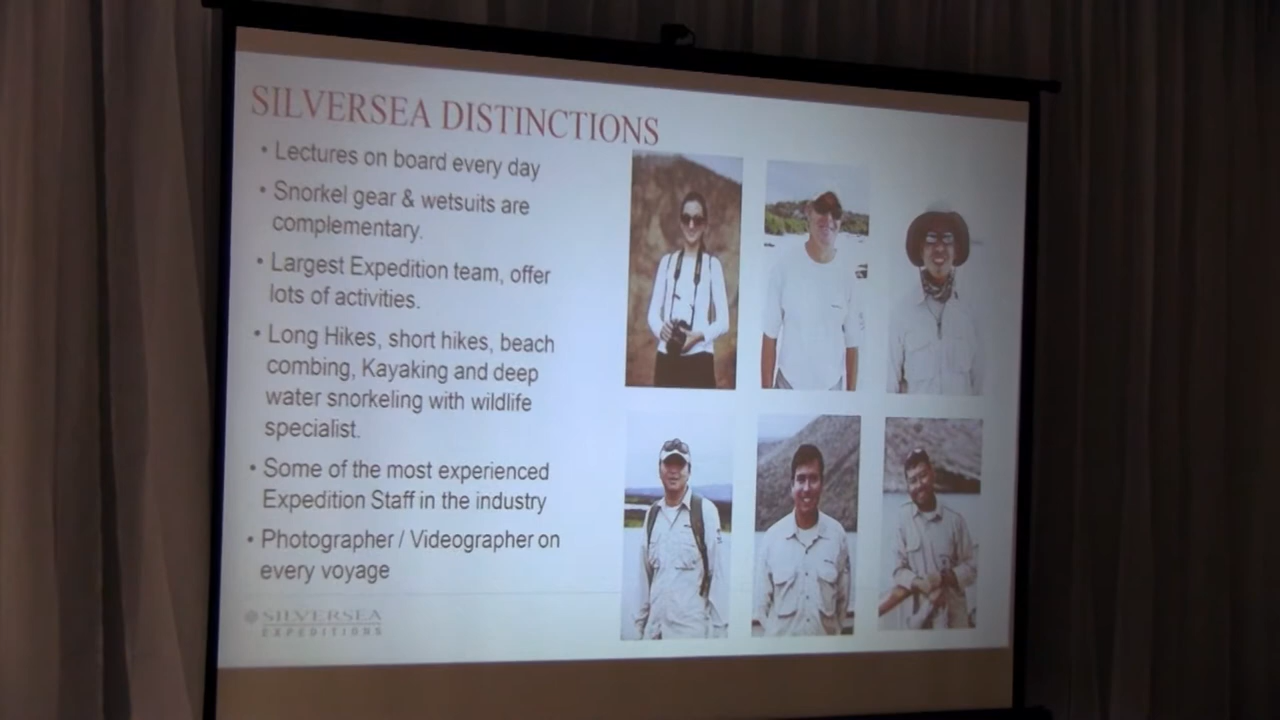 SILVERSEA DISTINCTIONS
• Lectures on board every day
• Snorkel gear & wetsuits are
complementary.
• Largest Expedition team, offer
lots of activities.
• Long Hikes, short hikes, beach
combing, Kayaking and deep
water snorkeling with wildlife
specialist.
• Some of the most experienced
Expedition Staff in the industry
• Photographer / Videographer on
every voyage
SILVERSEA
EXPEDITIONS